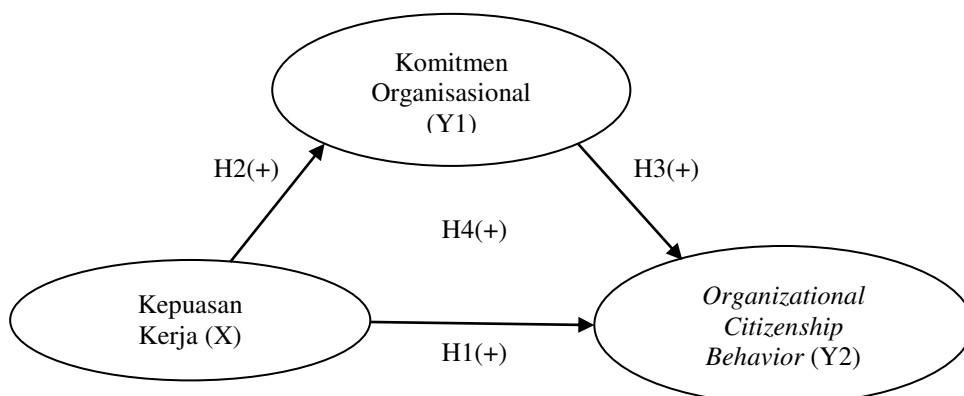 Komitmen
Organisasional
(Y1)
H2(+)
H3(+)
H4(+)
Kepuasan
Kerja (X)
H1(+)
Organizational
Citizenship
Behavior (Y2)